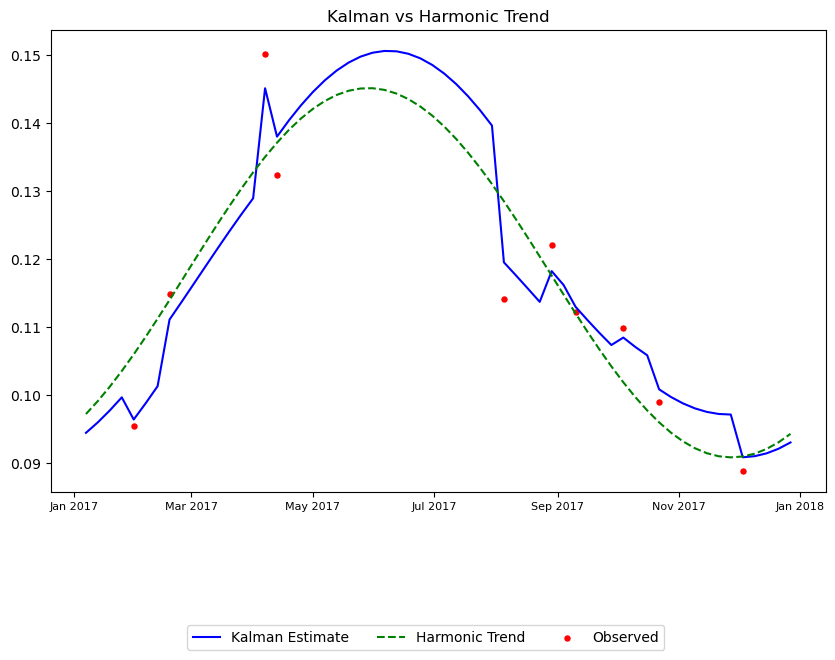 Kalman vs Harmonic Trend
0.15
0.14
0.13
0.12
0.11
0.10
0.09
Jan 2017 Mar 2017 May 2017 Jul 2017 Sep 2017 Nov 2017 Jan 2018
Kalman Estimate Harmonic Trend Observed